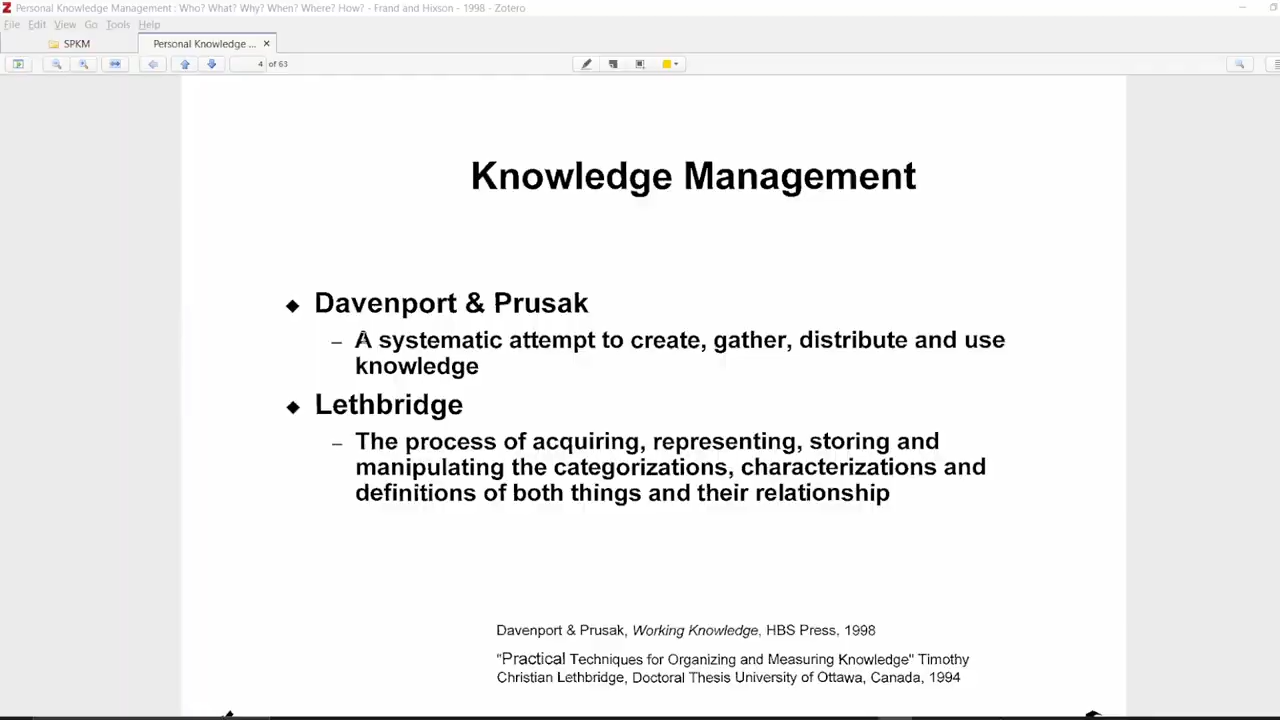 Personal Knowledge Management : Who? What? Why? When? Where? How? - Frand and Hixson - 1998 - Zotero
File Edit View Go Tools Help
SPKM
Personal Knowledge ...
4 of 63
Knowledge Management
Davenport & Prusak
– A systematic attempt to create, gather, distribute and use
knowledge
Lethbridge
– The process of acquiring, representing, storing and
manipulating the categorizations, characterizations and
definitions of both things and their relationship
Davenport & Prusak, Working Knowledge, HBS Press, 1998
"Practical Techniques for Organizing and Measuring Knowledge" Timothy
Christian Lethbridge, Doctoral Thesis University of Ottawa, Canada, 1994